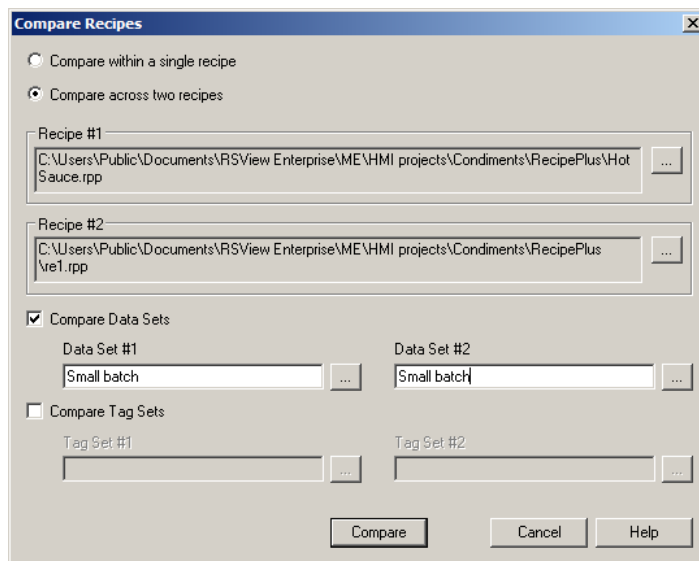 Compare Recipes
Compare within a single recipe
Compare across two recipes
Recipe #1
C:\Users\Public\Documents\RSView Enterprise\ME\HMI projects\Condiments\RecipePlus\Hot
Sauce.rpp
...
Recipe #2
C:\Users\Public\Documents\RSView Enterprise\ME\HMI projects\Condiments\RecipePlus
\re1.rpp
...
Compare Data Sets
Data Set #1 Data Set #2
Small batch ... Small batch ...
Compare Tag Sets
Tag Set #1 Tag Set #2
... ...
Compare Cancel Help